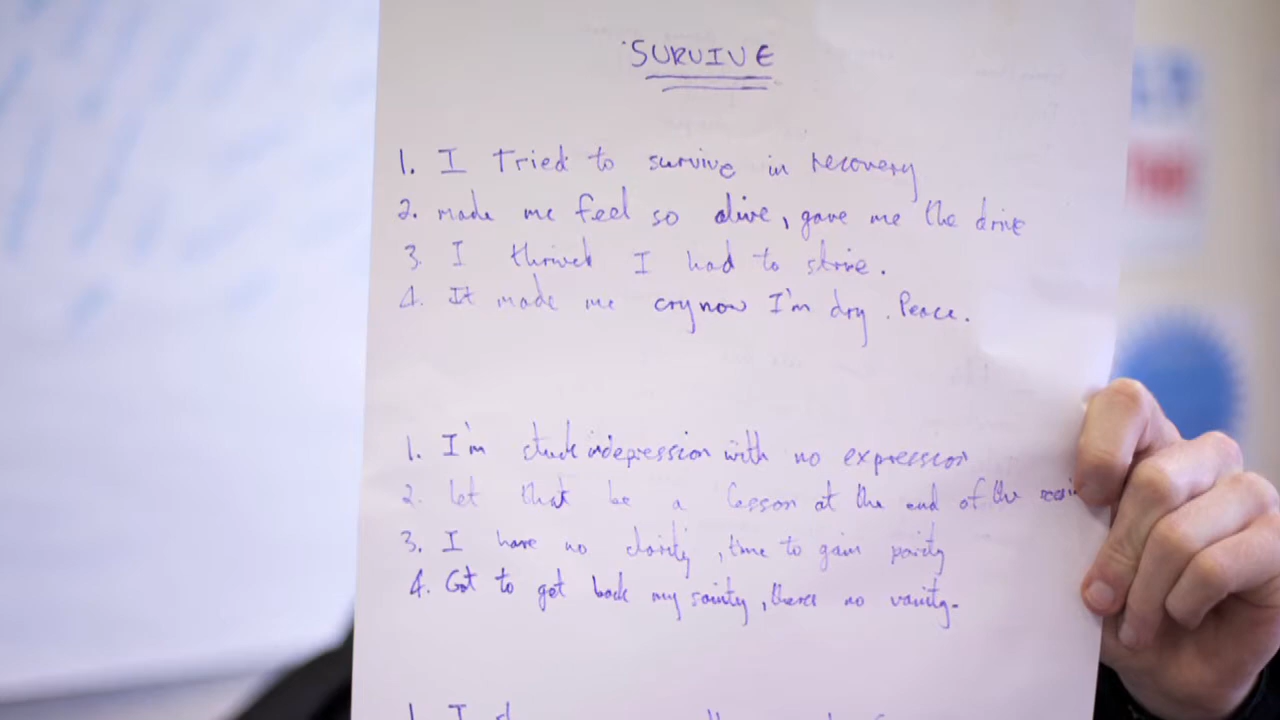 SURVIVE
1. I Tried to survive in recovery
2. made me feel so alive, gave me the drive
3. I thrived I had to strive.
4. It made me cry now I'm dry. Peace.
1. I'm stuck in depression with no expression
2. let that be a lesson at the end of the
3. I have no clarity, time to gain parity
4. Got to get back my sainity, theres no vanity.
1. I